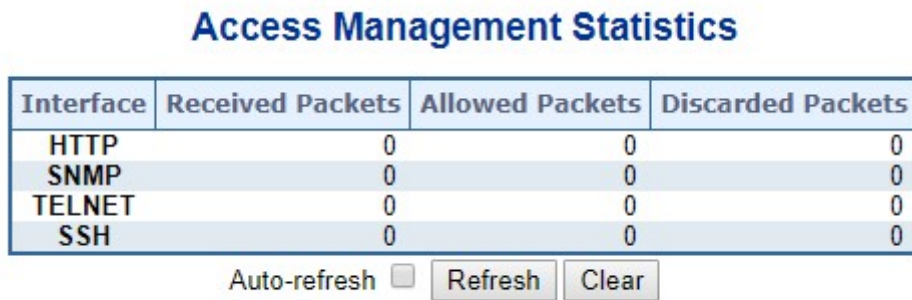 Access Management Statistics
Interface Received Packets Allowed Packets Discarded Packets
HTTP 0 0 0
SNMP 0 0 0
TELNET 0 0 0
SSH 0 0 0
Auto-refresh Refresh Clear